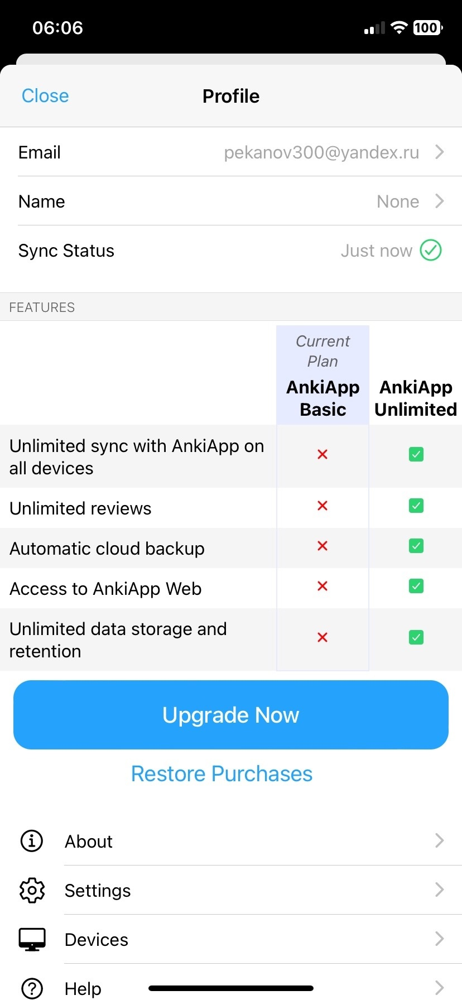 06:06
100
Close
Profile
Email
pekanov300@yandex.ru
Name
None
Sync Status
Just now
FEATURES
Current
Plan
AnkiApp
Basic
AnkiApp
Unlimited
Unlimited sync with AnkiApp on
all devices
Unlimited reviews
Automatic cloud backup
Access to AnkiApp Web
Unlimited data storage and
retention
Upgrade Now
Restore Purchases
About
Settings
Devices
Help